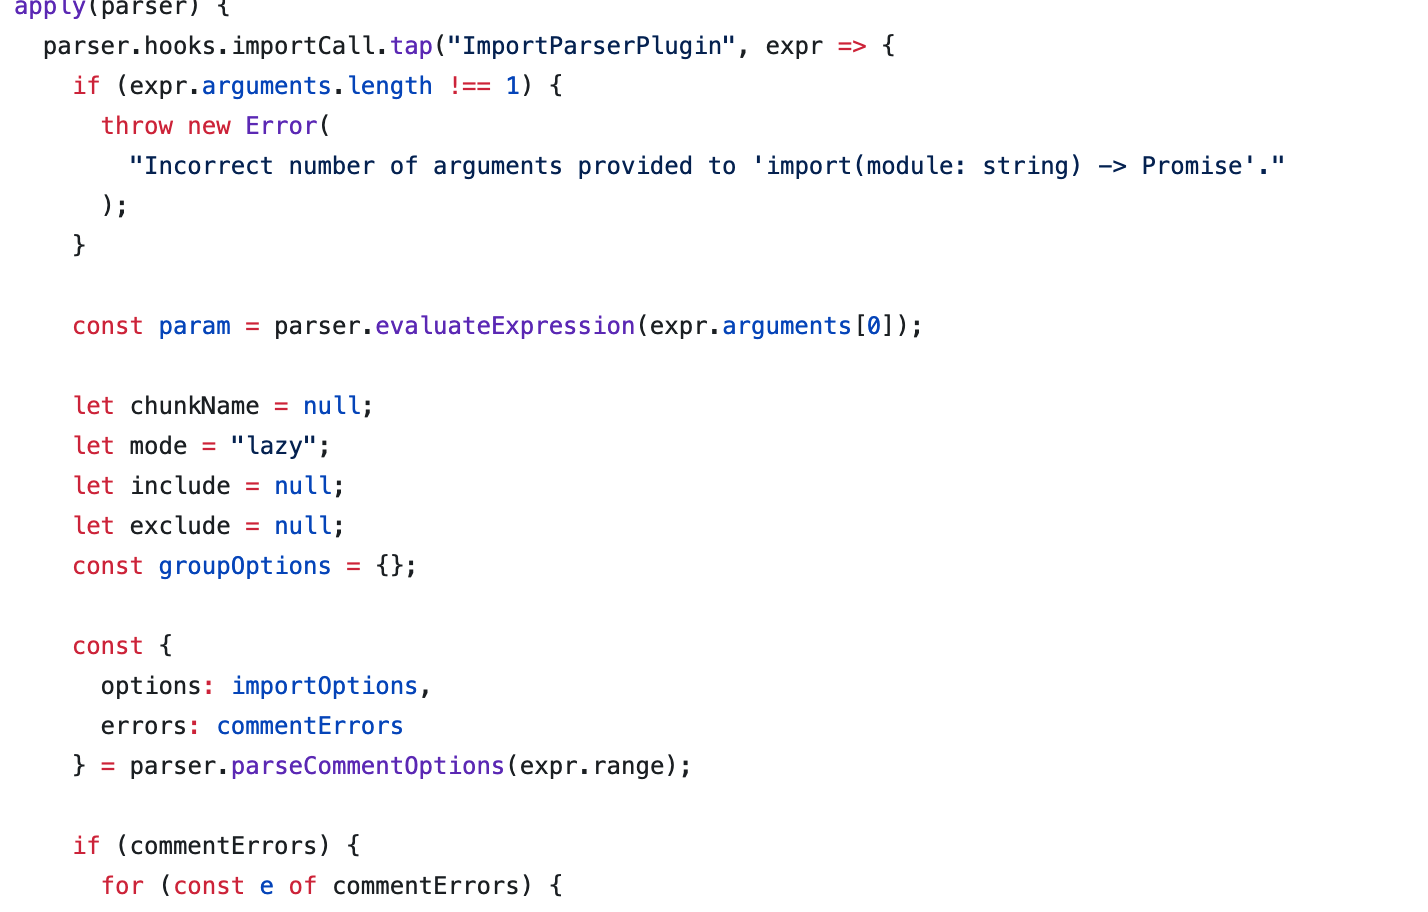 apply(parser) {
  parser.hooks.importCall.tap("ImportParserPlugin", expr => {
    if (expr.arguments.length !== 1) {
      throw new Error(
        "Incorrect number of arguments provided to 'import(module: string) -> Promise'."
      );
    }

    const param = parser.evaluateExpression(expr.arguments[0]);

    let chunkName = null;
    let mode = "lazy";
    let include = null;
    let exclude = null;
    const groupOptions = {};

    const {
      options: importOptions,
      errors: commentErrors
    } = parser.parseCommentOptions(expr.range);

    if (commentErrors) {
      for (const e of commentErrors) {